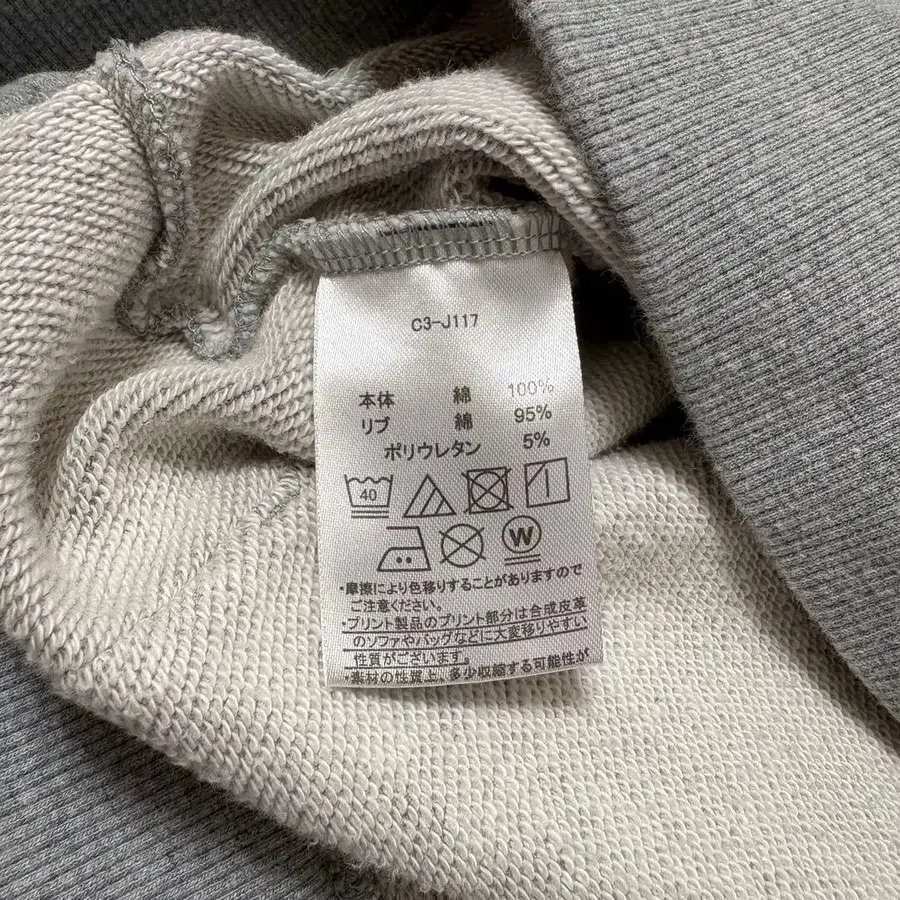 C3-J117
本体 綿 100%
リブ 綿 95%
ポリウレタン 5%
40
W
・摩擦により色移りすることがありますので
ご注意ください。
・プリント製品のプリント部分は合成皮革
のソファやバッグなどに大変移りやすい
性質がございます。
・素材の性質上、多少収縮する可能性が